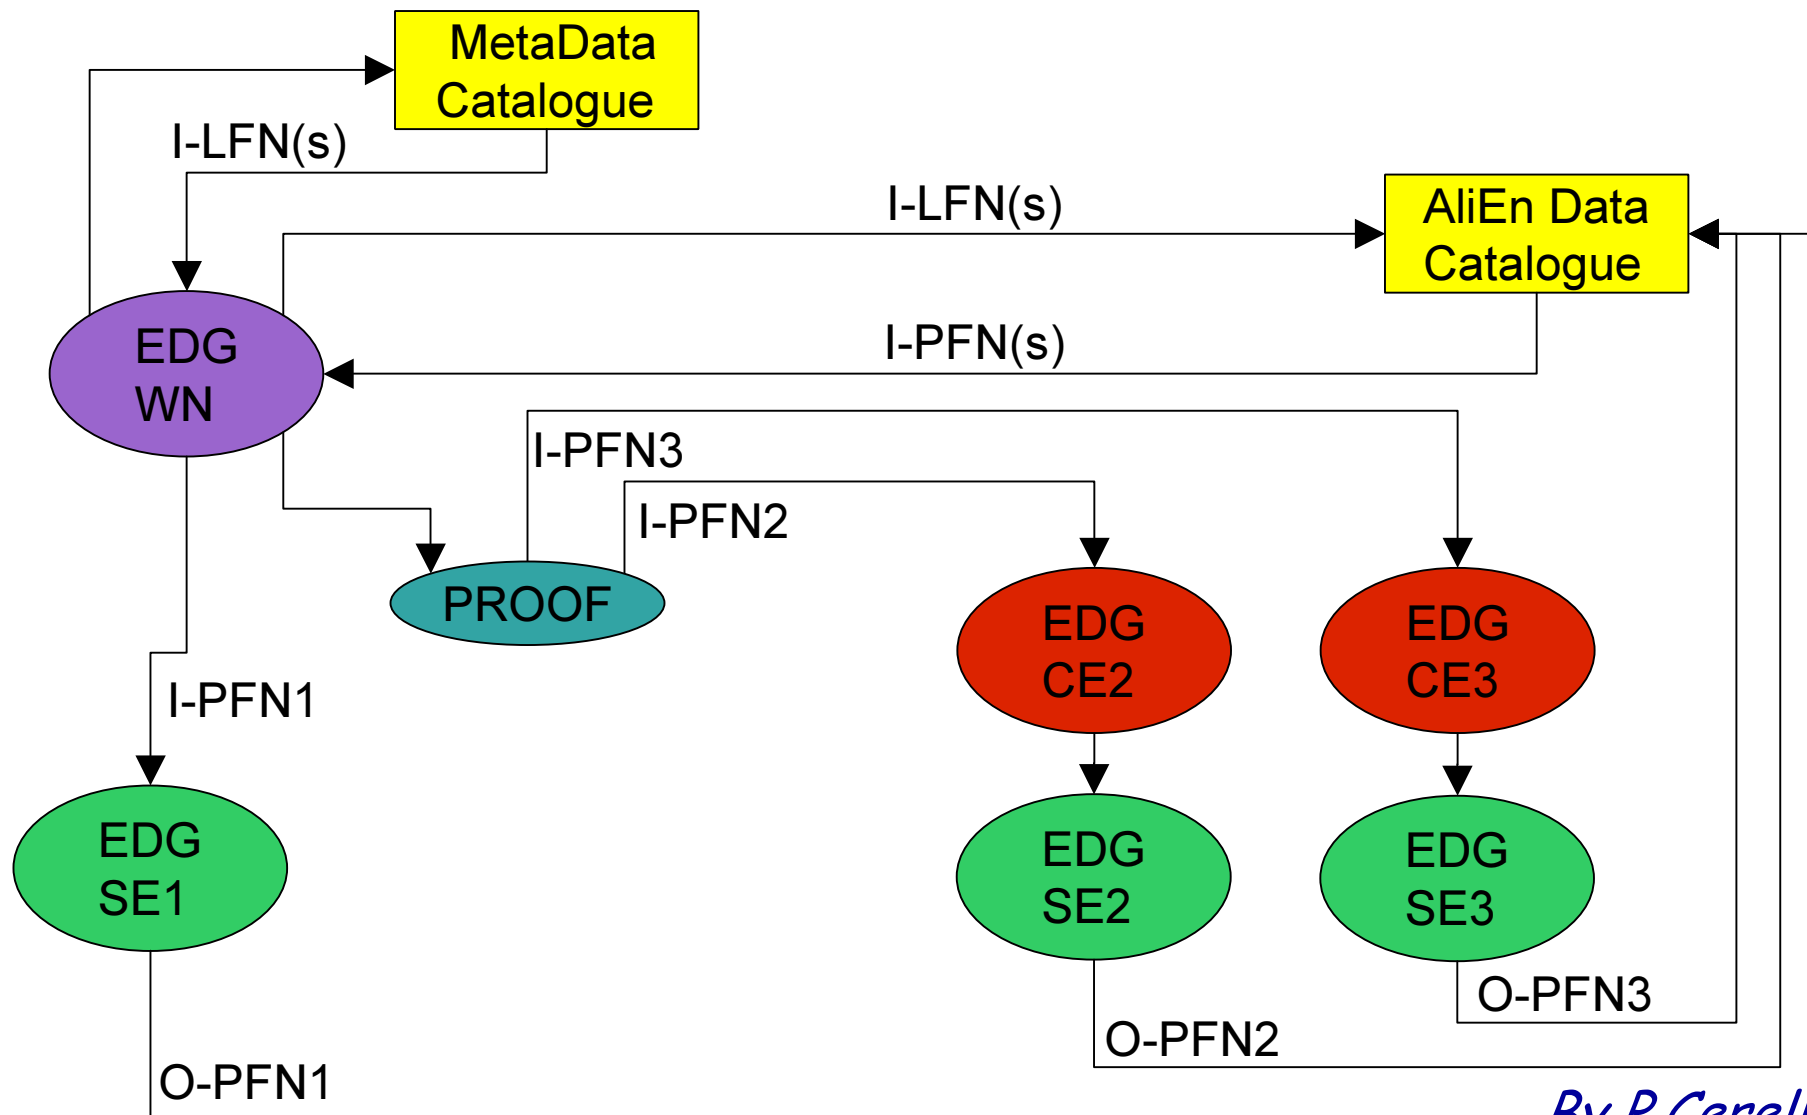 MetaData
Catalogue
I-LFN(s)
I-LFN(s)
AliEn Data
Catalogue
I-PFN(s)
EDG
WN
I-PFN3
I-PFN2
PROOF
EDG
CE2
EDG
CE3
I-PFN1
EDG
SE1
EDG
SE2
EDG
SE3
O-PFN3
O-PFN2
O-PFN1
By P.